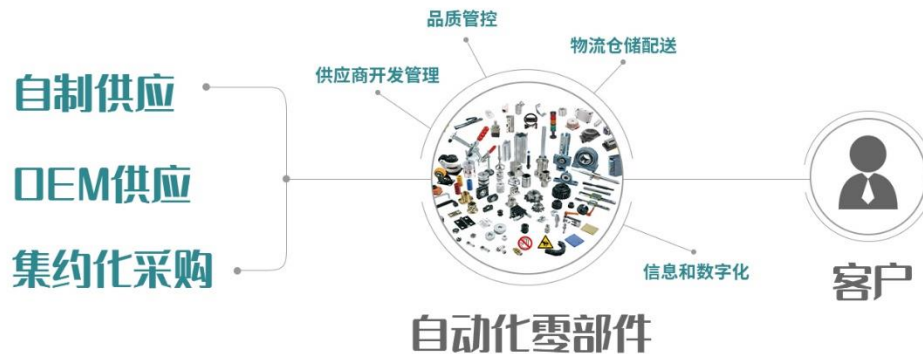 品质管控
物流仓储配送
供应商开发管理
自制供应
OEM供应
集约化采购
信息和数字化
客户
自动化零部件